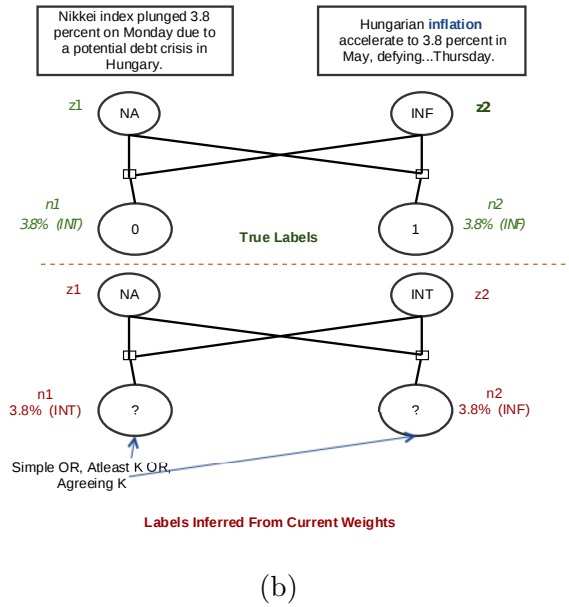 Nikkei index plunged 3.8
percent on Monday due to
a potential debt crisis in
Hungary.
Hungarian inflation
accelerate to 3.8 percent in
May, defying...Thursday.
z1
NA
INF
z2
n1
3.8% (INT)
0
True Labels
1
n2
3.8% (INF)
z1
NA
INT
z2
n1
3.8% (INT)
?
?
n2
3.8% (INF)
Simple OR, Atleast K OR,
Agreeing K
Labels Inferred From Current Weights
(b)